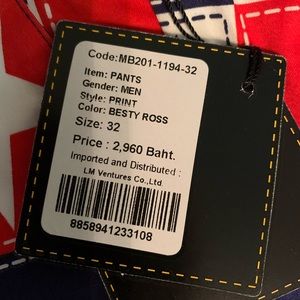 Code:MB201-1194-32
Item: PANTS
Gender: MEN
Style: PRINT
Color: BESTY ROSS
Size: 32
Price : 2,960 Baht.
Imported and Distributed :
LM Ventures Co.,Ltd.
8858941233108